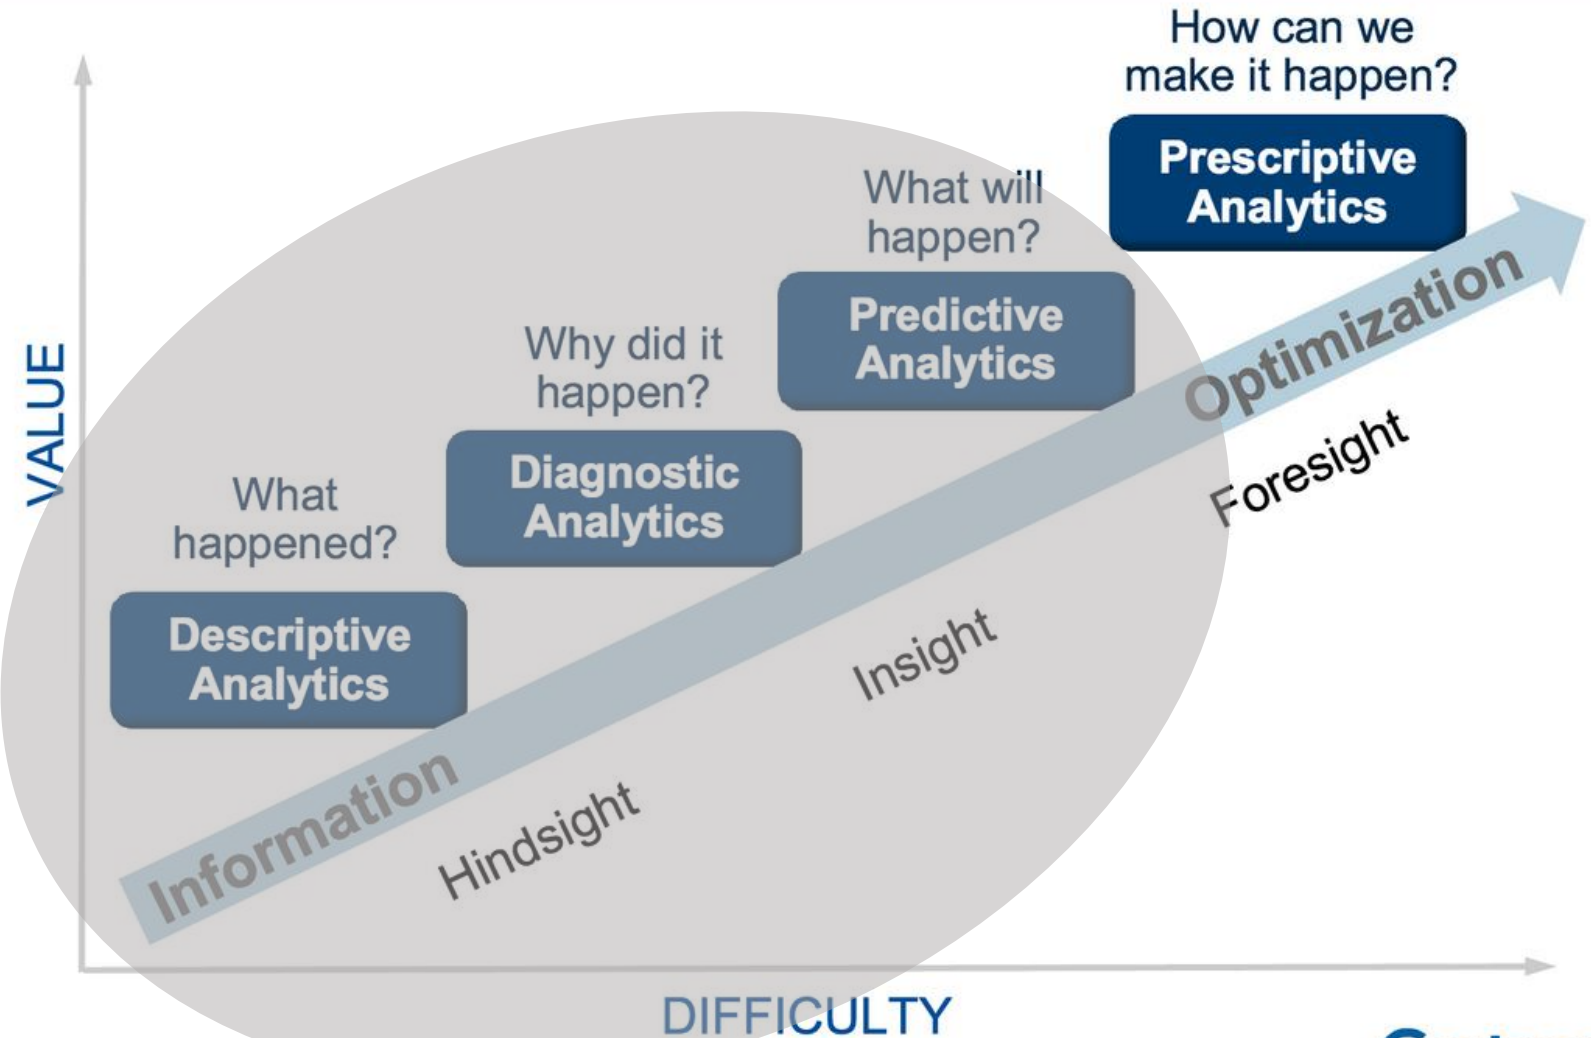 How can we
make it happen?
Prescriptive
Analytics
What will
happen?
Predictive
Analytics
Optimization
Why did it
happen?
Foresight
Diagnostic
Analytics
VALUE
What
happened?
Descriptive
Analytics
Insight
Information
Hindsight
DIFFICULTY